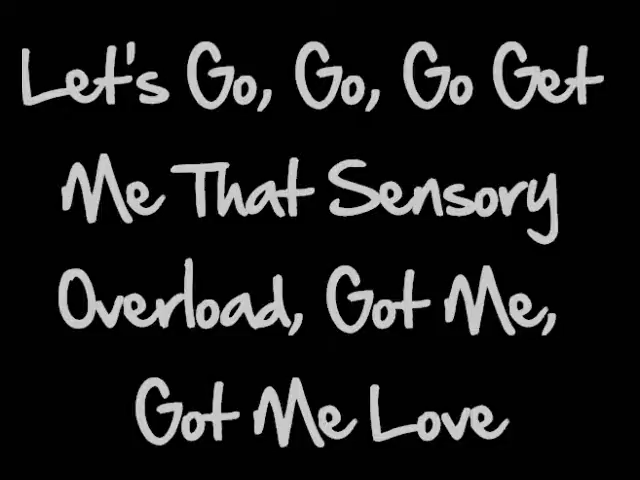 Let's Go, Go, Go Get
Me That Sensory
Overload, Got Me,
Got Me Love